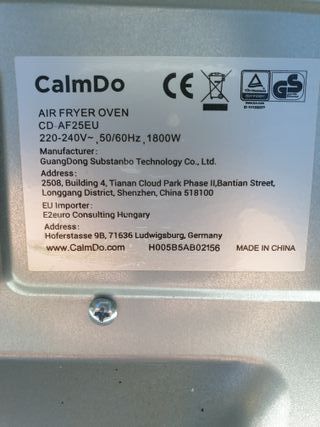 CalmDo
CE
GS
AIR FRYER OVEN
CD-AF25EU
220-240V~ ,50/60Hz ,1800W
Manufacturer:
GuangDong Substanbo Technology Co., Ltd.
Address:
2508, Building 4, Tianan Cloud Park Phase II,Bantian Street,
Longgang District, Shenzhen, China 518100
EU Importer:
E2euro Consulting Hungary
Address:
Hoferstasse 9B, 71636 Ludwigsburg, Germany
www.CalmDo.com H005B5AB02156 MADE IN CHINA